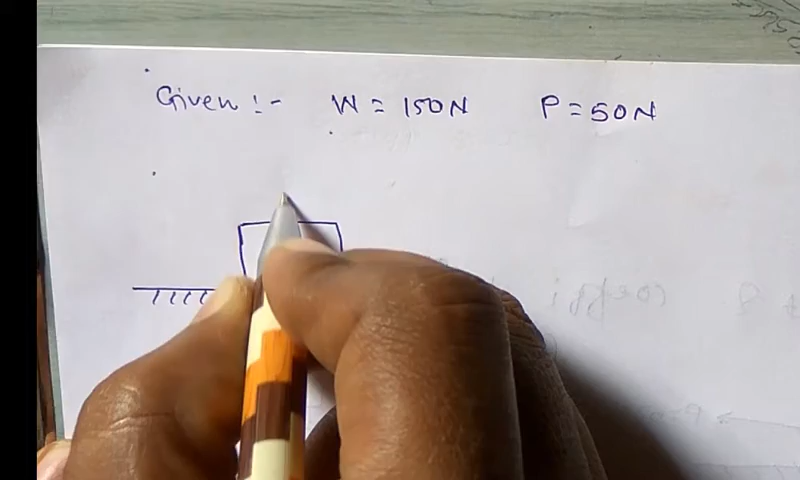 Given :- W = 150N P = 50N